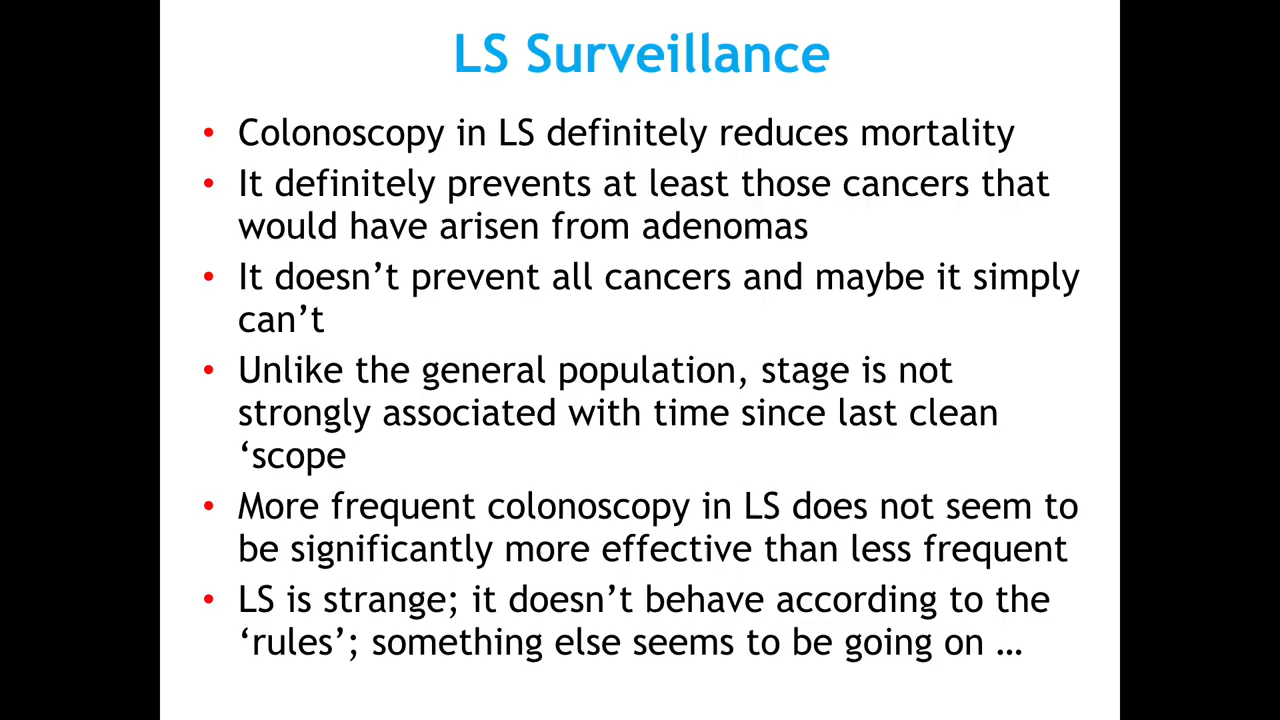 LS Surveillance
• Colonoscopy in LS definitely reduces mortality
• It definitely prevents at least those cancers that
would have arisen from adenomas
• It doesn’t prevent all cancers and maybe it simply
can’t
• Unlike the general population, stage is not
strongly associated with time since last clean
‘scope
• More frequent colonoscopy in LS does not seem to
be significantly more effective than less frequent
• LS is strange; it doesn’t behave according to the
‘rules’; something else seems to be going on …